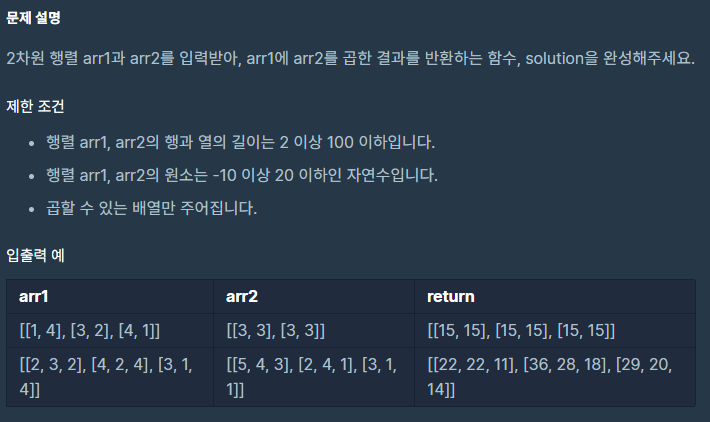 문제 설명
2차원 행렬 arr1과 arr2를 입력받아, arr1에 arr2를 곱한 결과를 반환하는 함수, solution을 완성해주세요.
제한 조건
• 행렬 arr1, arr2의 행과 열의 길이는 2 이상 100 이하입니다.
• 행렬 arr1, arr2의 원소는 -10 이상 20 이하인 자연수입니다.
• 곱할 수 있는 배열만 주어집니다.
입출력 예
arr1 arr2 return
[[1, 4], [3, 2], [4, 1]] [[3, 3], [3, 3]] [[15, 15], [15, 15], [15, 15]]
[[2, 3, 2], [4, 2, 4], [3, 1, [[5, 4, 3], [2, 4, 1], [3, 1, [[22, 22, 11], [36, 28, 18], [29, 20,
4]] 1]] 14]]